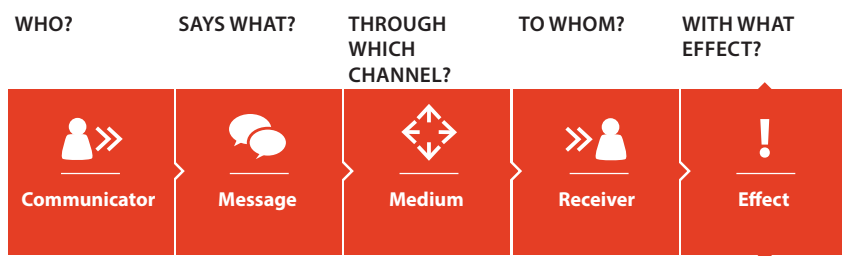 WHO?
SAYS WHAT?
THROUGH
WHICH
CHANNEL?
TO WHOM?
WITH WHAT
EFFECT?
Communicator
Message
Medium
Receiver
Effect